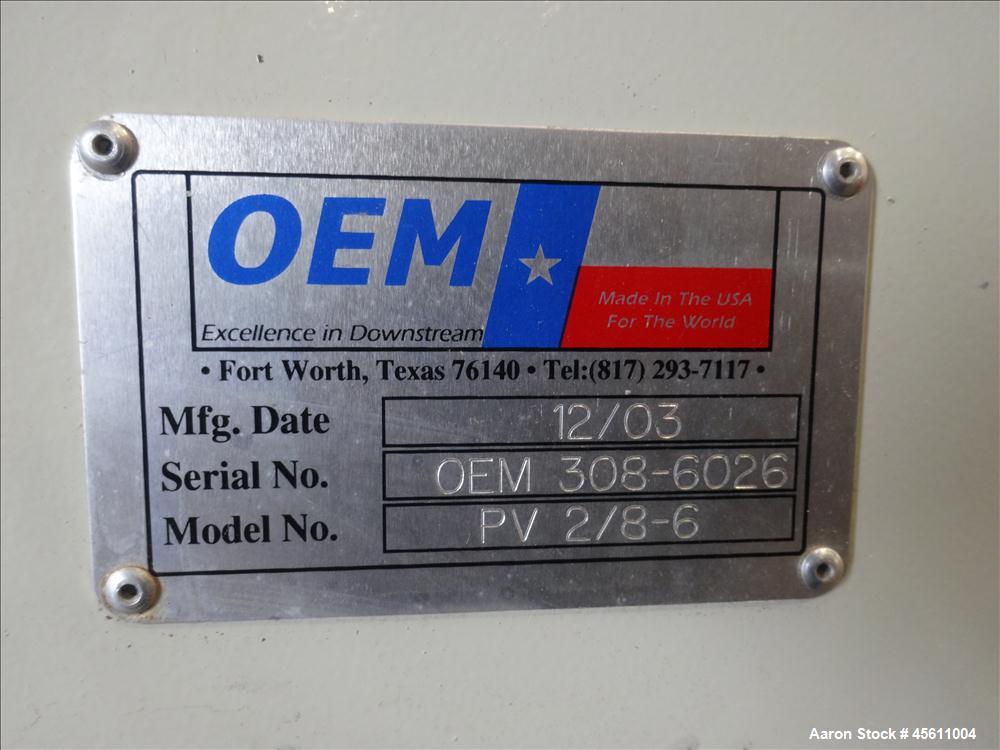 OEM
Made In The USA
For The World
Excellence in Downstream
• Fort Worth, Texas 76140 • Tel:(817) 293-7117 •
Mfg. Date 12/03
Serial No. OEM 308-6026
Model No. PV 2/8-6
Aaron Stock # 45611004